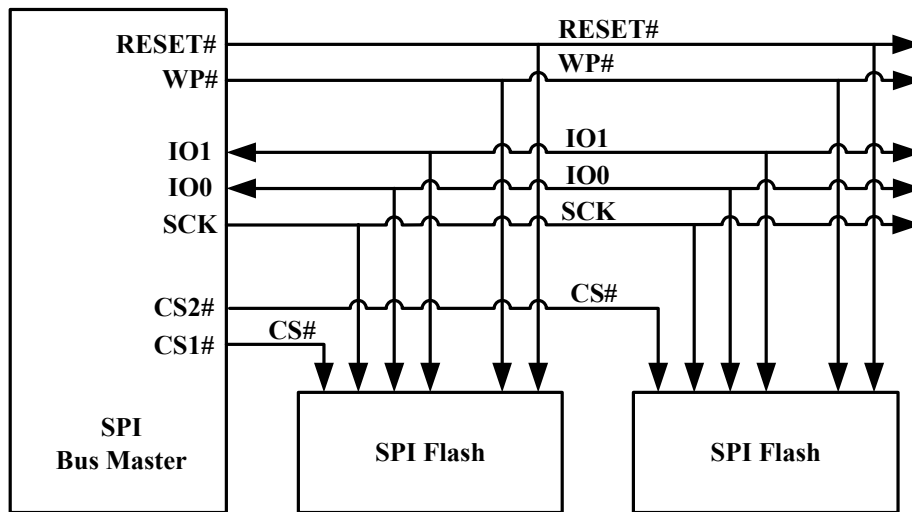 RESET#
RESET#
WP#
WP#
IO1
IO1
IO0
IO0
SCK
SCK
CS2#
CS#
CS1#
CS#
SPI
Bus Master
SPI Flash
SPI Flash